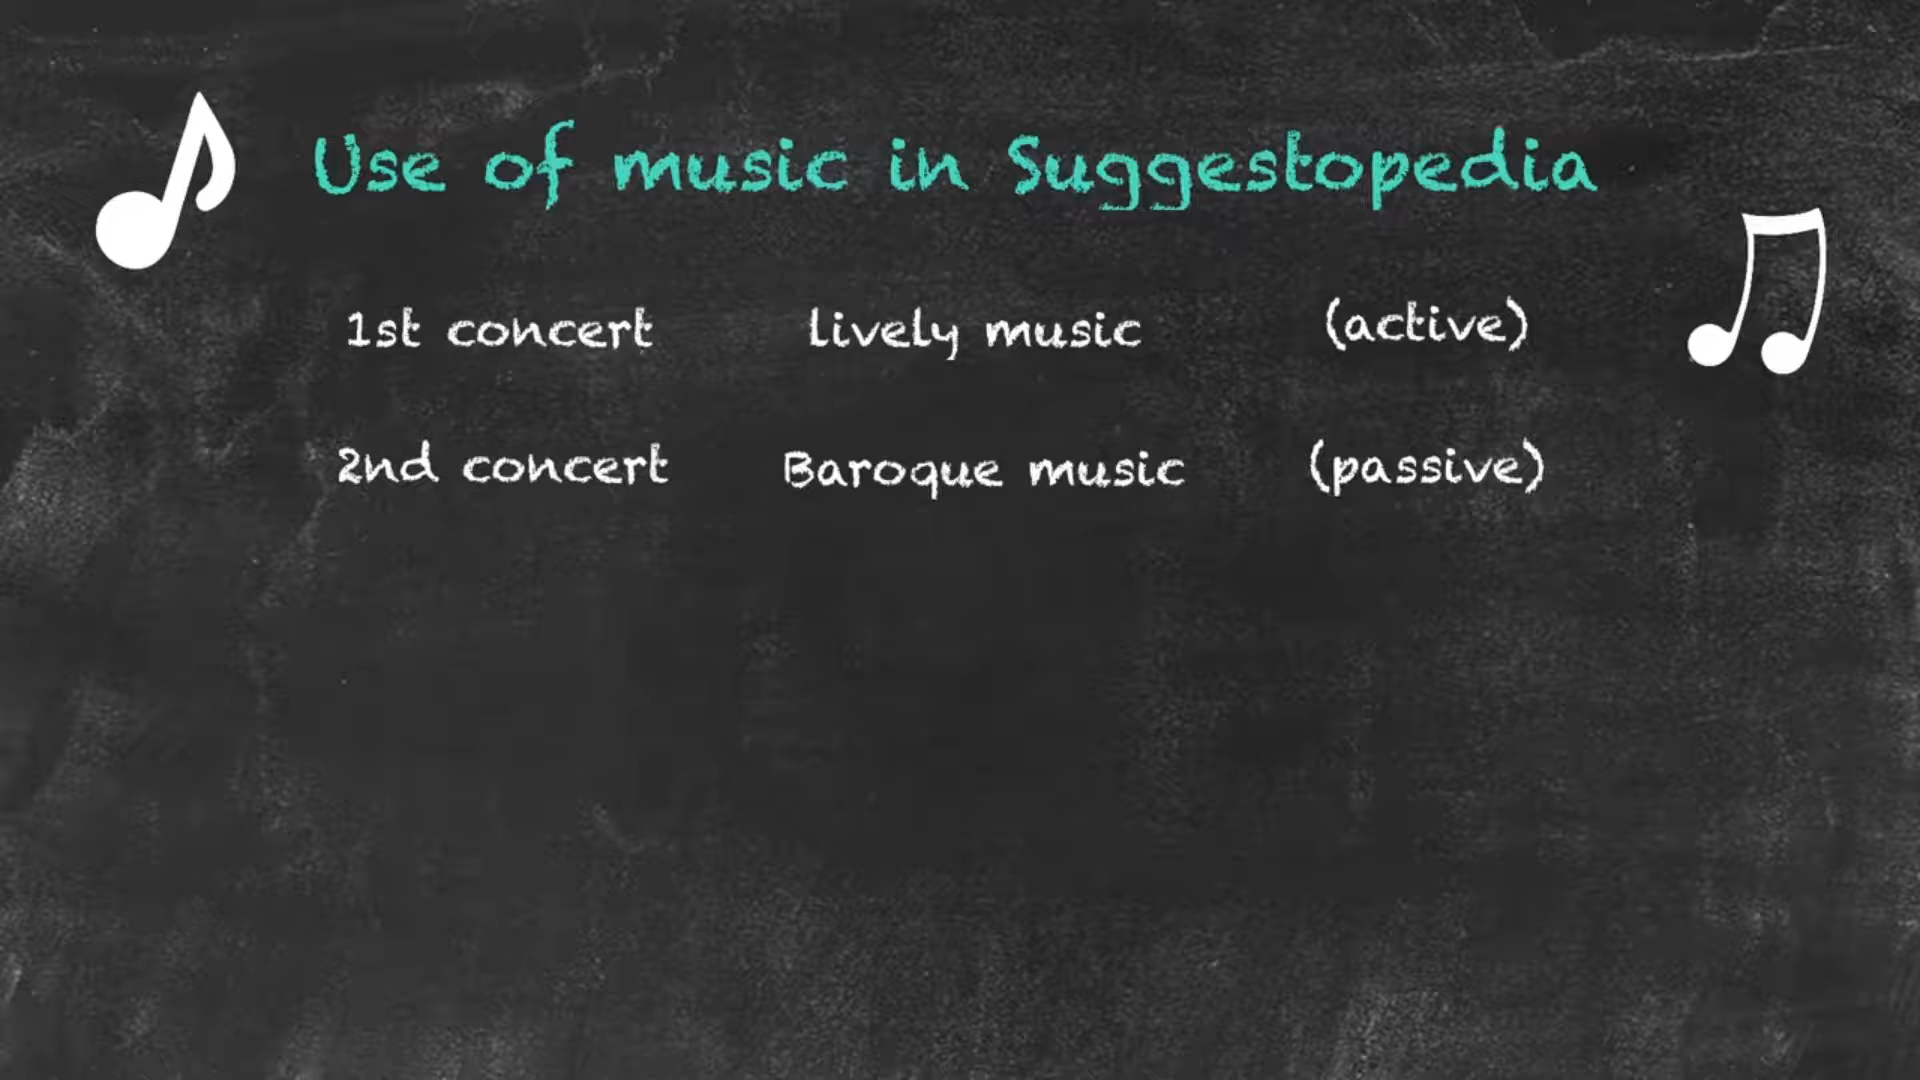 Use of music in Suggestopedia
1st concert lively music (active)
2nd concert Baroque music (passive)